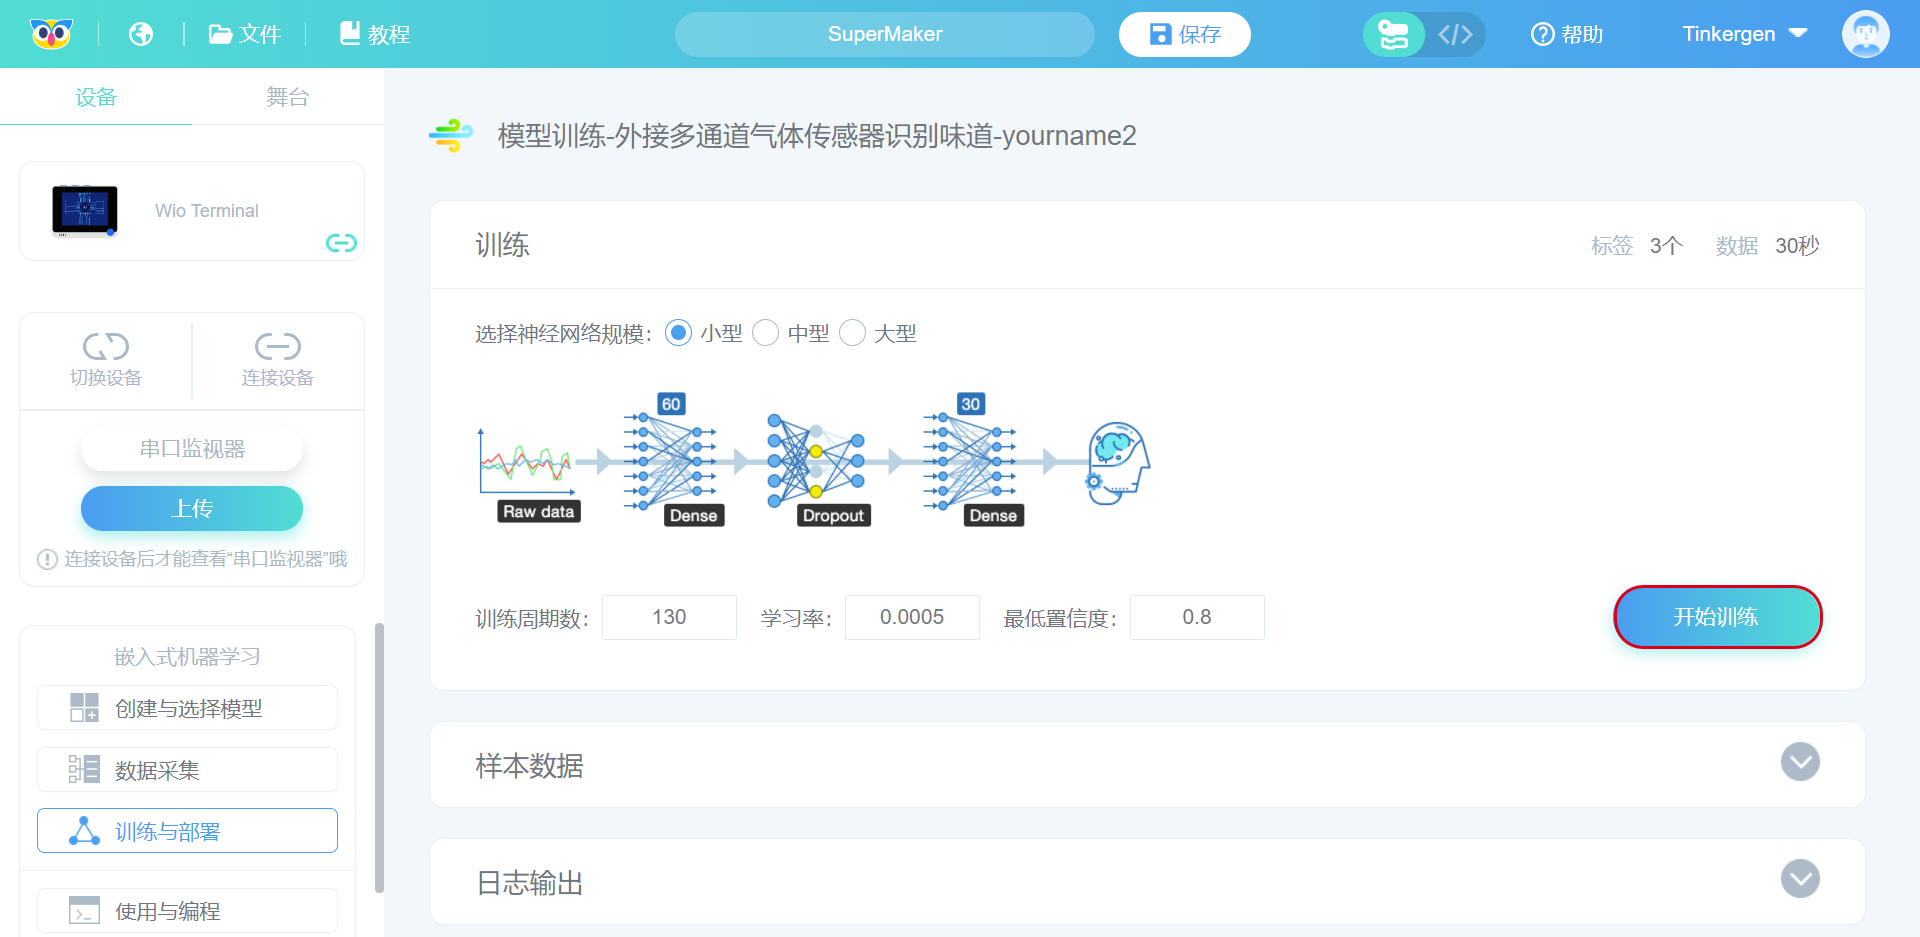 文件
教程
SuperMaker
保存
帮助
Tinkergen
设备
舞台
Wio Terminal
切换设备
连接设备
串口监视器
上传
连接设备后才能查看“串口监视器”哦
嵌入式机器学习
创建与选择模型
数据采集
训练与部署
使用与编程
模型训练-外接多通道气体传感器识别味道-yourname2
训练
标签 3个 数据 30秒
选择神经网络规模: 小型 中型 大型
60
30
Raw data
Dense
Dropout
Dense
训练周期数: 130 学习率: 0.0005 最低置信度: 0.8
开始训练
样本数据
日志输出